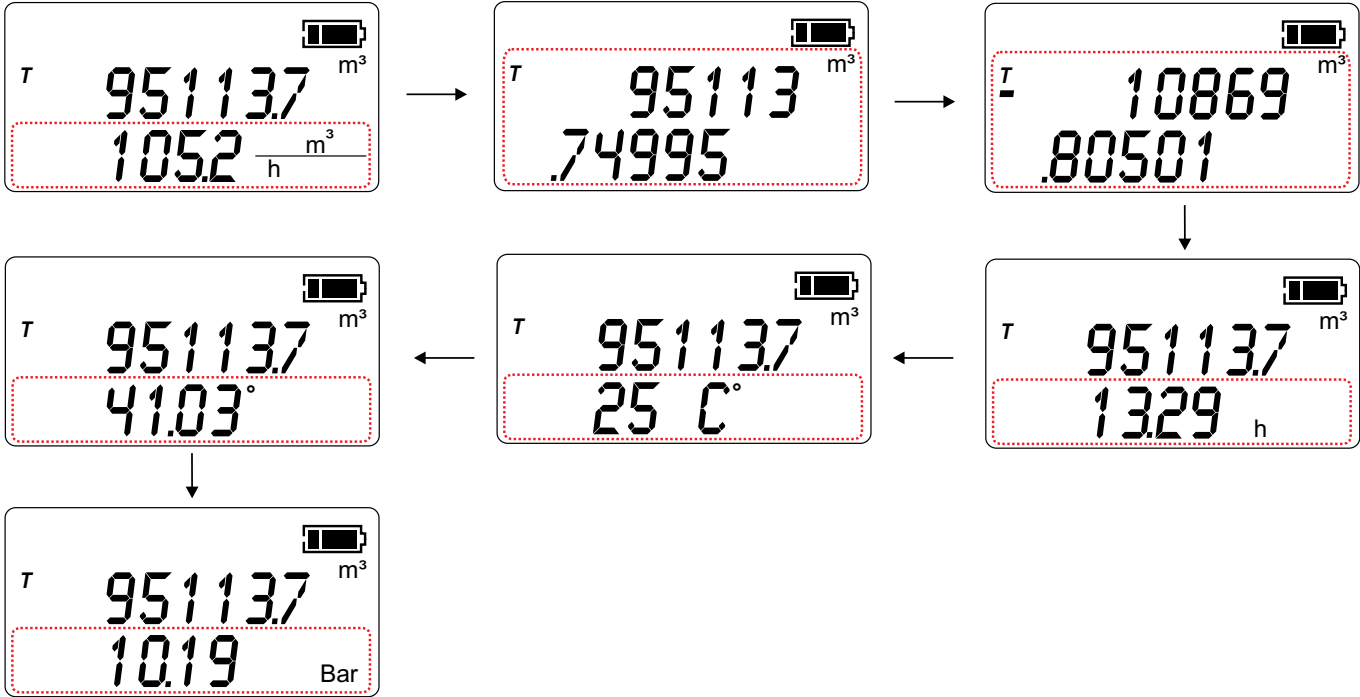 m³
T 95113.7
105.2 m³
h
m³
T 95113
.74995
m³
T 10869
.80501
m³
T 95113.7
41.03°
m³
T 95113.7
25 C°
m³
T 95113.7
13.29 h
m³
T 95113.7
10.19 Bar